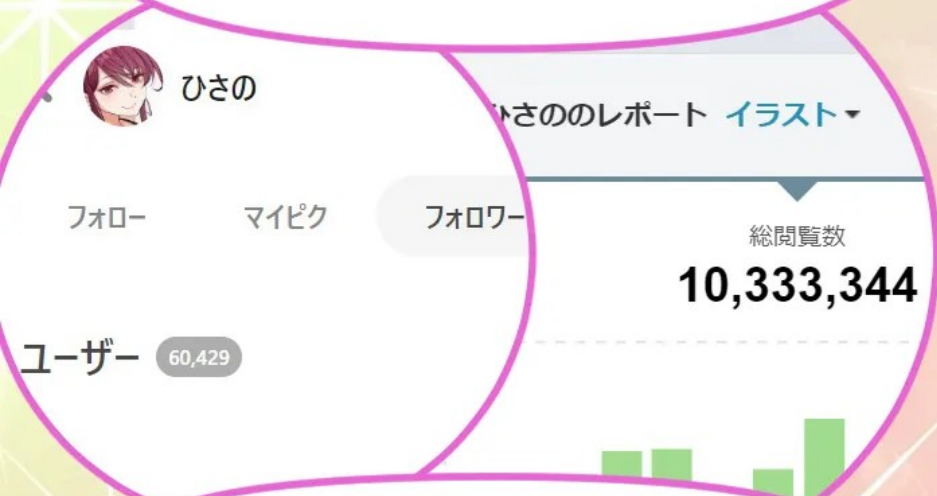 ひさの
フォロー
マイピク
フォロワー
ユーザー 60,429
ひさののレポート イラスト
総閲覧数
10,333,344